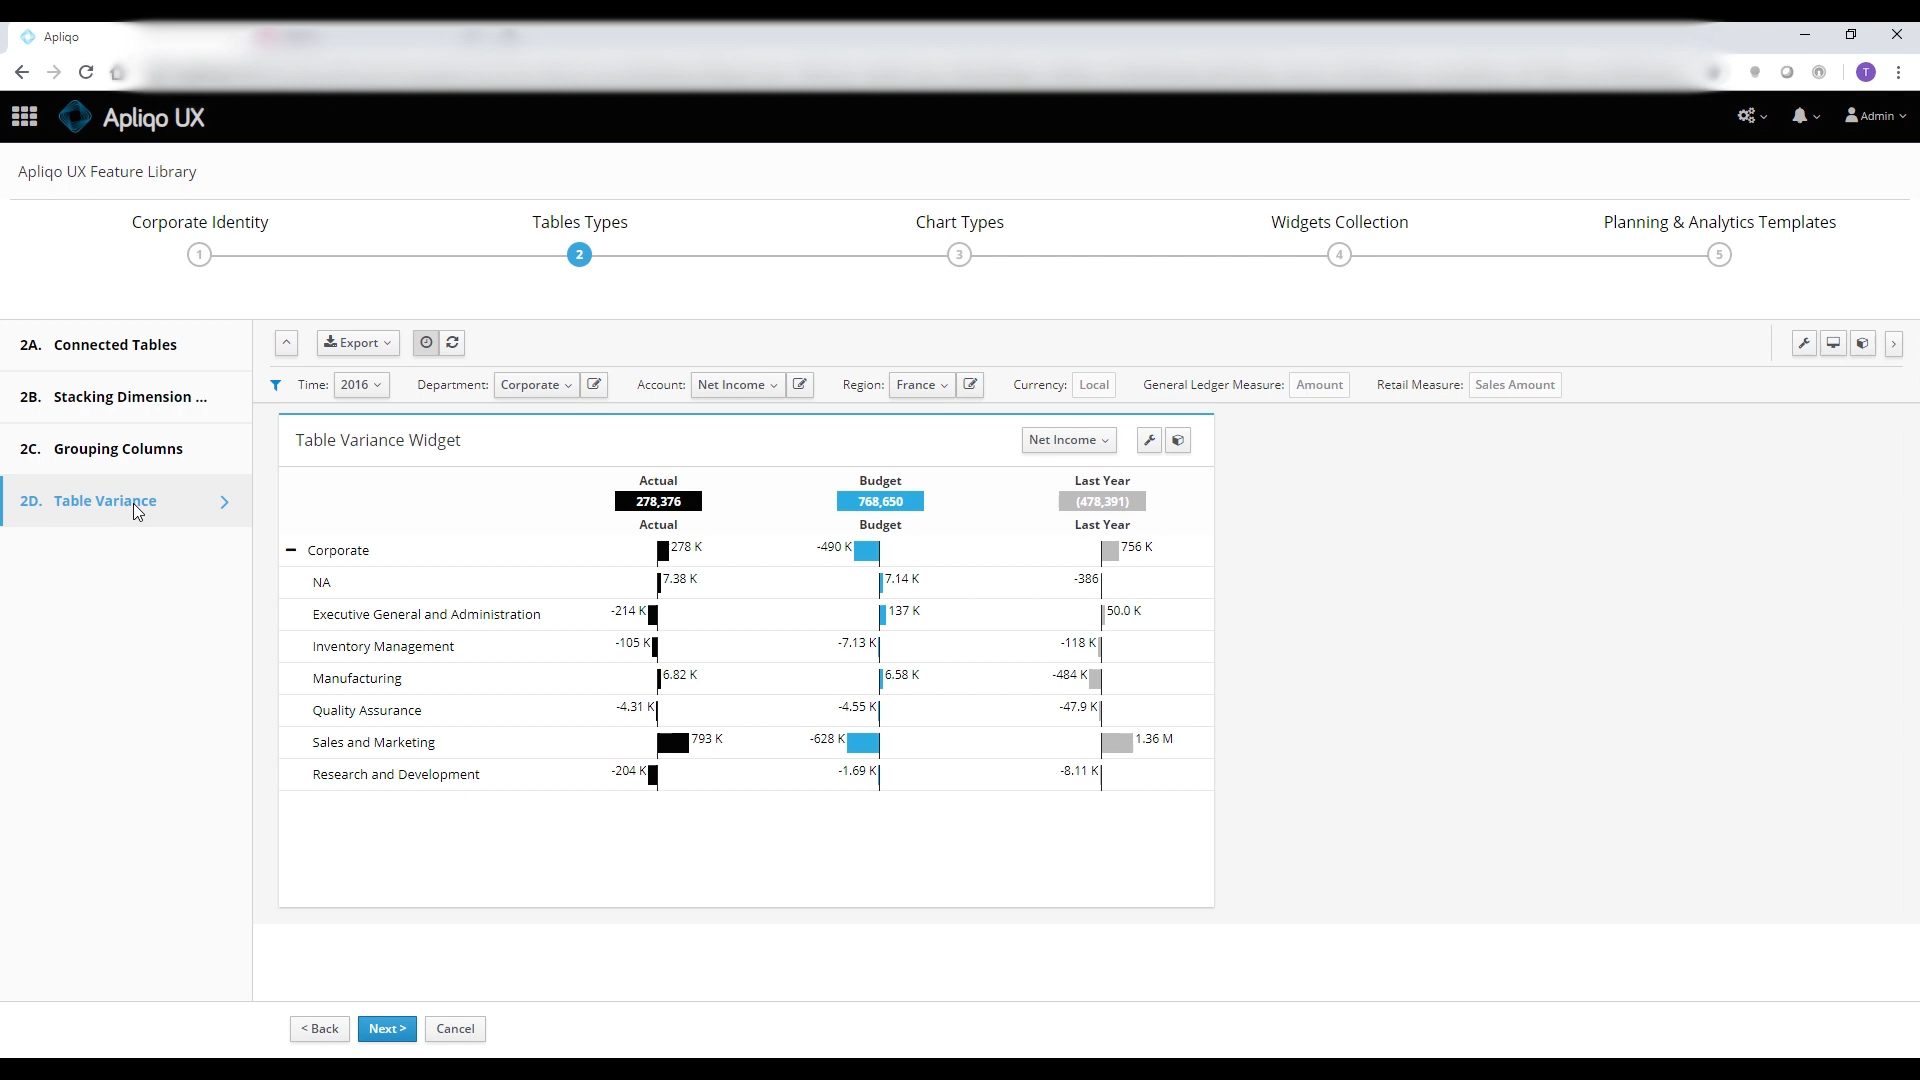 Apliqo
T
Apliqo UX
Admin
Apliqo UX Feature Library
Corporate Identity
Tables Types
Chart Types
Widgets Collection
Planning & Analytics Templates
1
2
3
4
5
2A. Connected Tables
2B. Stacking Dimension ...
2C. Grouping Columns
2D. Table Variance
Export
Time: 2016
Department: Corporate
Account: Net Income
Region: France
Currency: Local
General Ledger Measure: Amount
Retail Measure: Sales Amount
Table Variance Widget
Net Income
Actual Budget Last Year
278,376 768,650 (478,391)
Actual Budget Last Year
Corporate 278 K -490 K 756 K
NA 7.38 K 7.14 K -386
Executive General and Administration -214 K 137 K 50.0 K
Inventory Management -105 K -7.13 K -118 K
Manufacturing 6.82 K 6.58 K -484 K
Quality Assurance -4.31 K -4.55 K -47.9 K
Sales and Marketing 793 K -628 K 1.36 M
Research and Development -204 K -1.69 K -8.11 K
< Back
Next >
Cancel